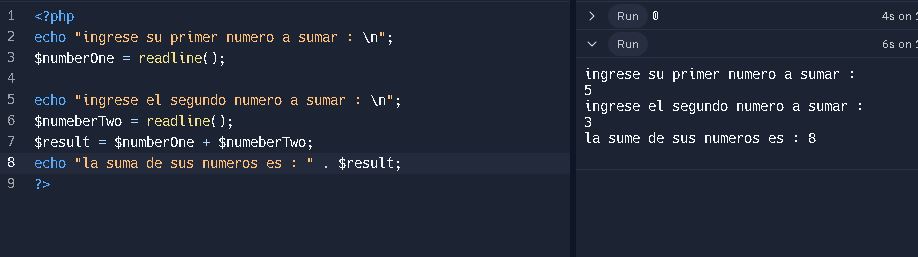 1 <?php
2 echo "ingrese su primer numero a sumar : \n";
3 $numberOne = readline();
4
5 echo "ingrese el segundo numero a sumar : \n";
6 $numeberTwo = readline();
7 $result = $numberOne + $numeberTwo;
8 echo "la suma de sus numeros es : " . $result;
9 ?>
Run 4s on
Run 6s on
ingrese su primer numero a sumar :
5
ingrese el segundo numero a sumar :
3
la sume de sus numeros es : 8